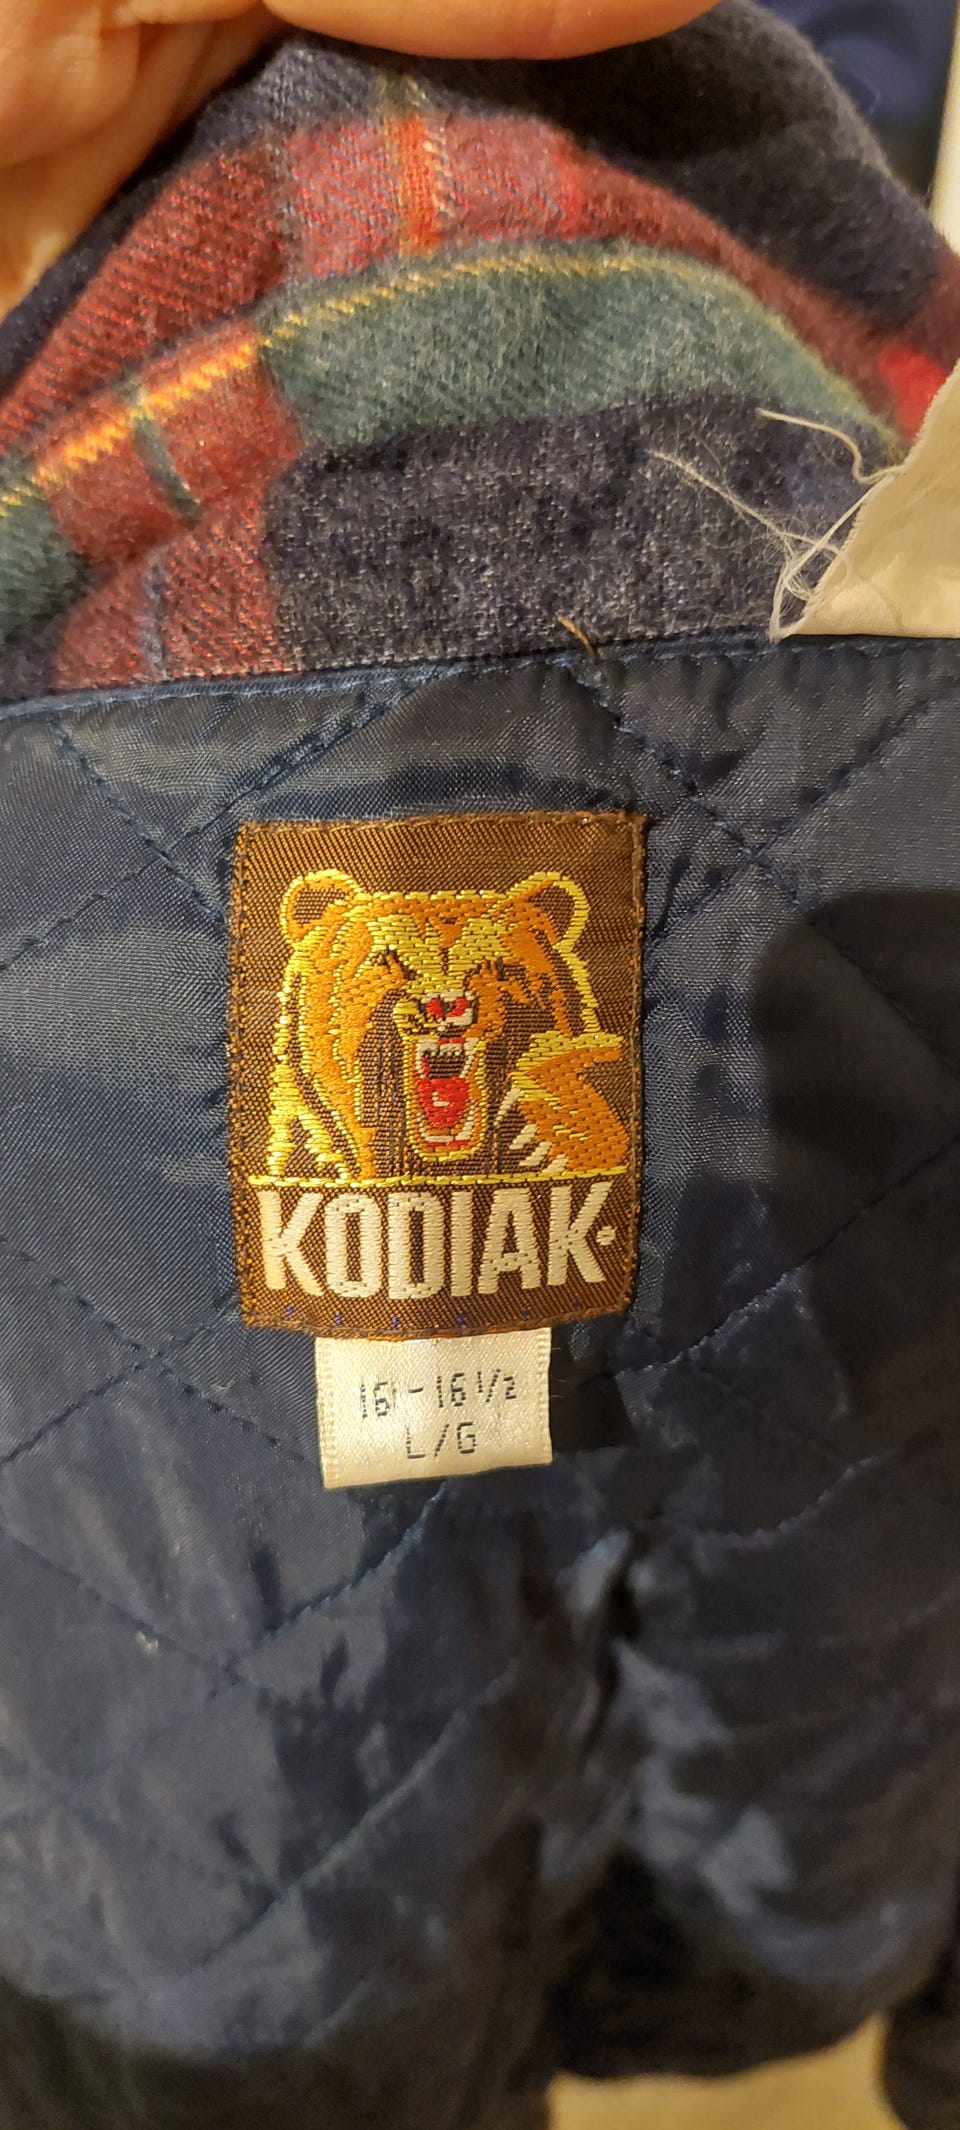 KODIAK
16 - 16 1/2
L/G